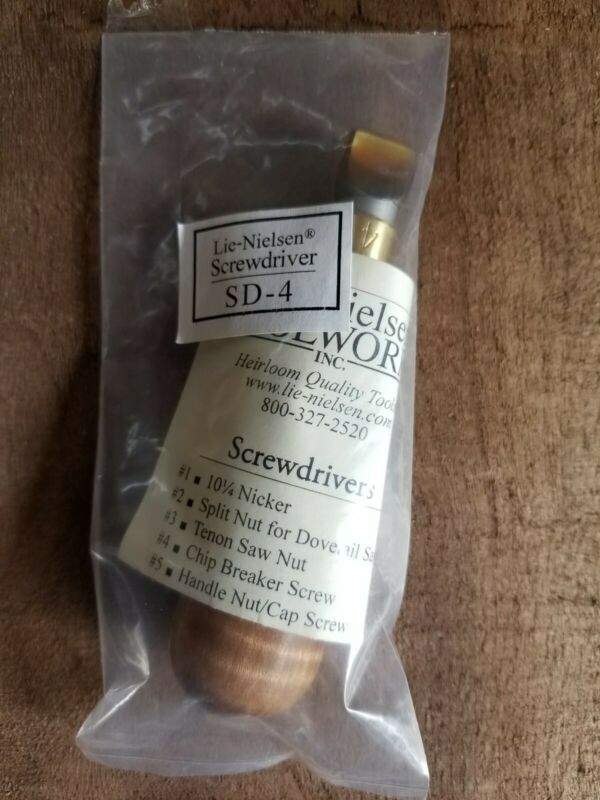 Lie-Nielsen®
Screwdriver
SD-4
INC.
Heirloom Quality
www.lie-nielsen.com
800-327-2520
Screwdrivers
#1 ■ 10¼ Nicker
#2 ■ Split Nut for
#3 ■ Tenon Saw Nut
#4 ■ Chip Breaker Screw
#5 ■ Handle Nut/Cap Screw